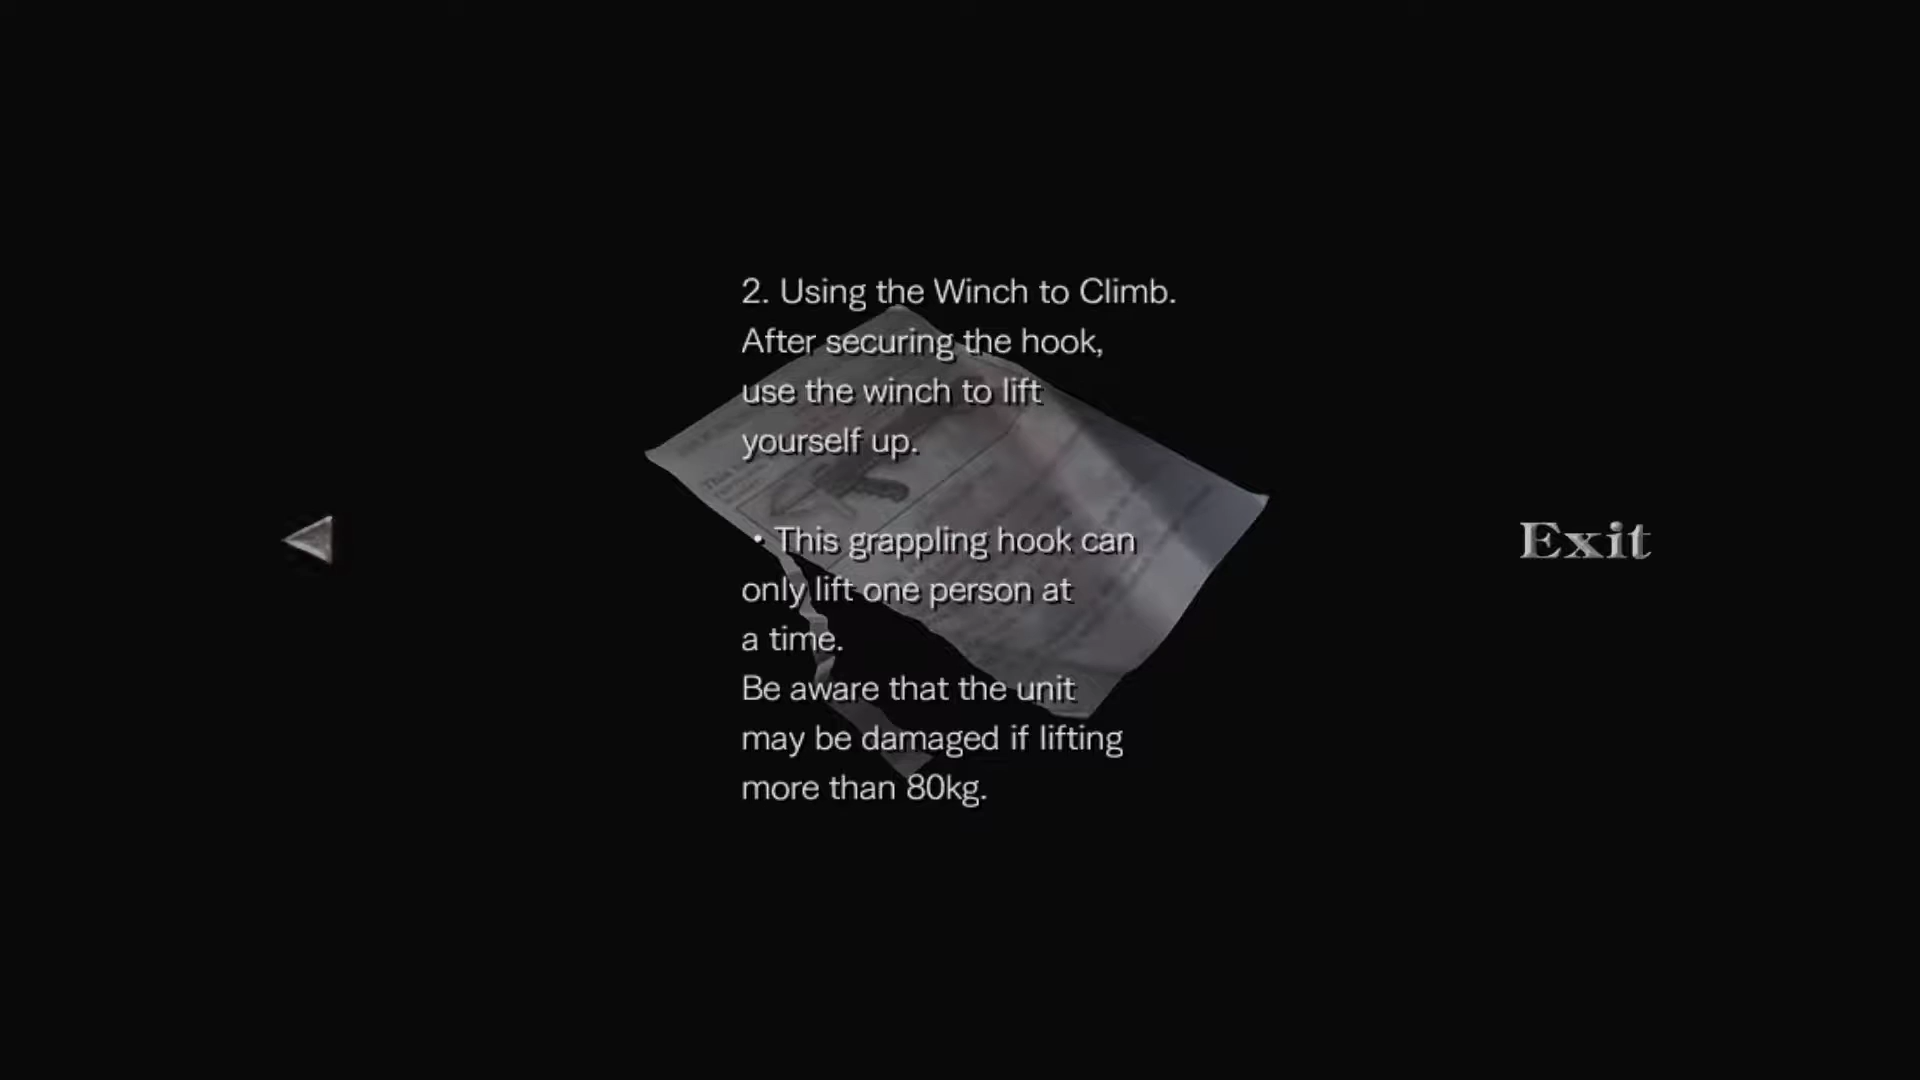 2. Using the Winch to Climb.
After securing the hook,
use the winch to lift
yourself up.
・This grappling hook can
only lift one person at
a time.
Be aware that the unit
may be damaged if lifting
more than 80kg.
Exit